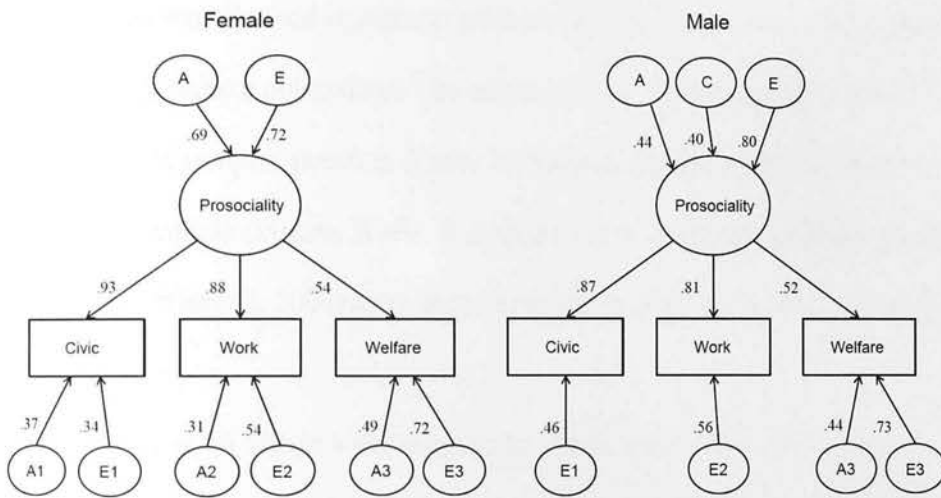 Female Male
A E A C E
.69 .72 .44 .40 .80
Prosociality Prosociality
.93 .88 .54 .87 .81 .52
Civic Work Welfare Civic Work Welfare
.37 .34 .31 .54 .49 .72 .46 .56 .44 .73
A1 E1 A2 E2 A3 E3 E1 E2 A3 E3